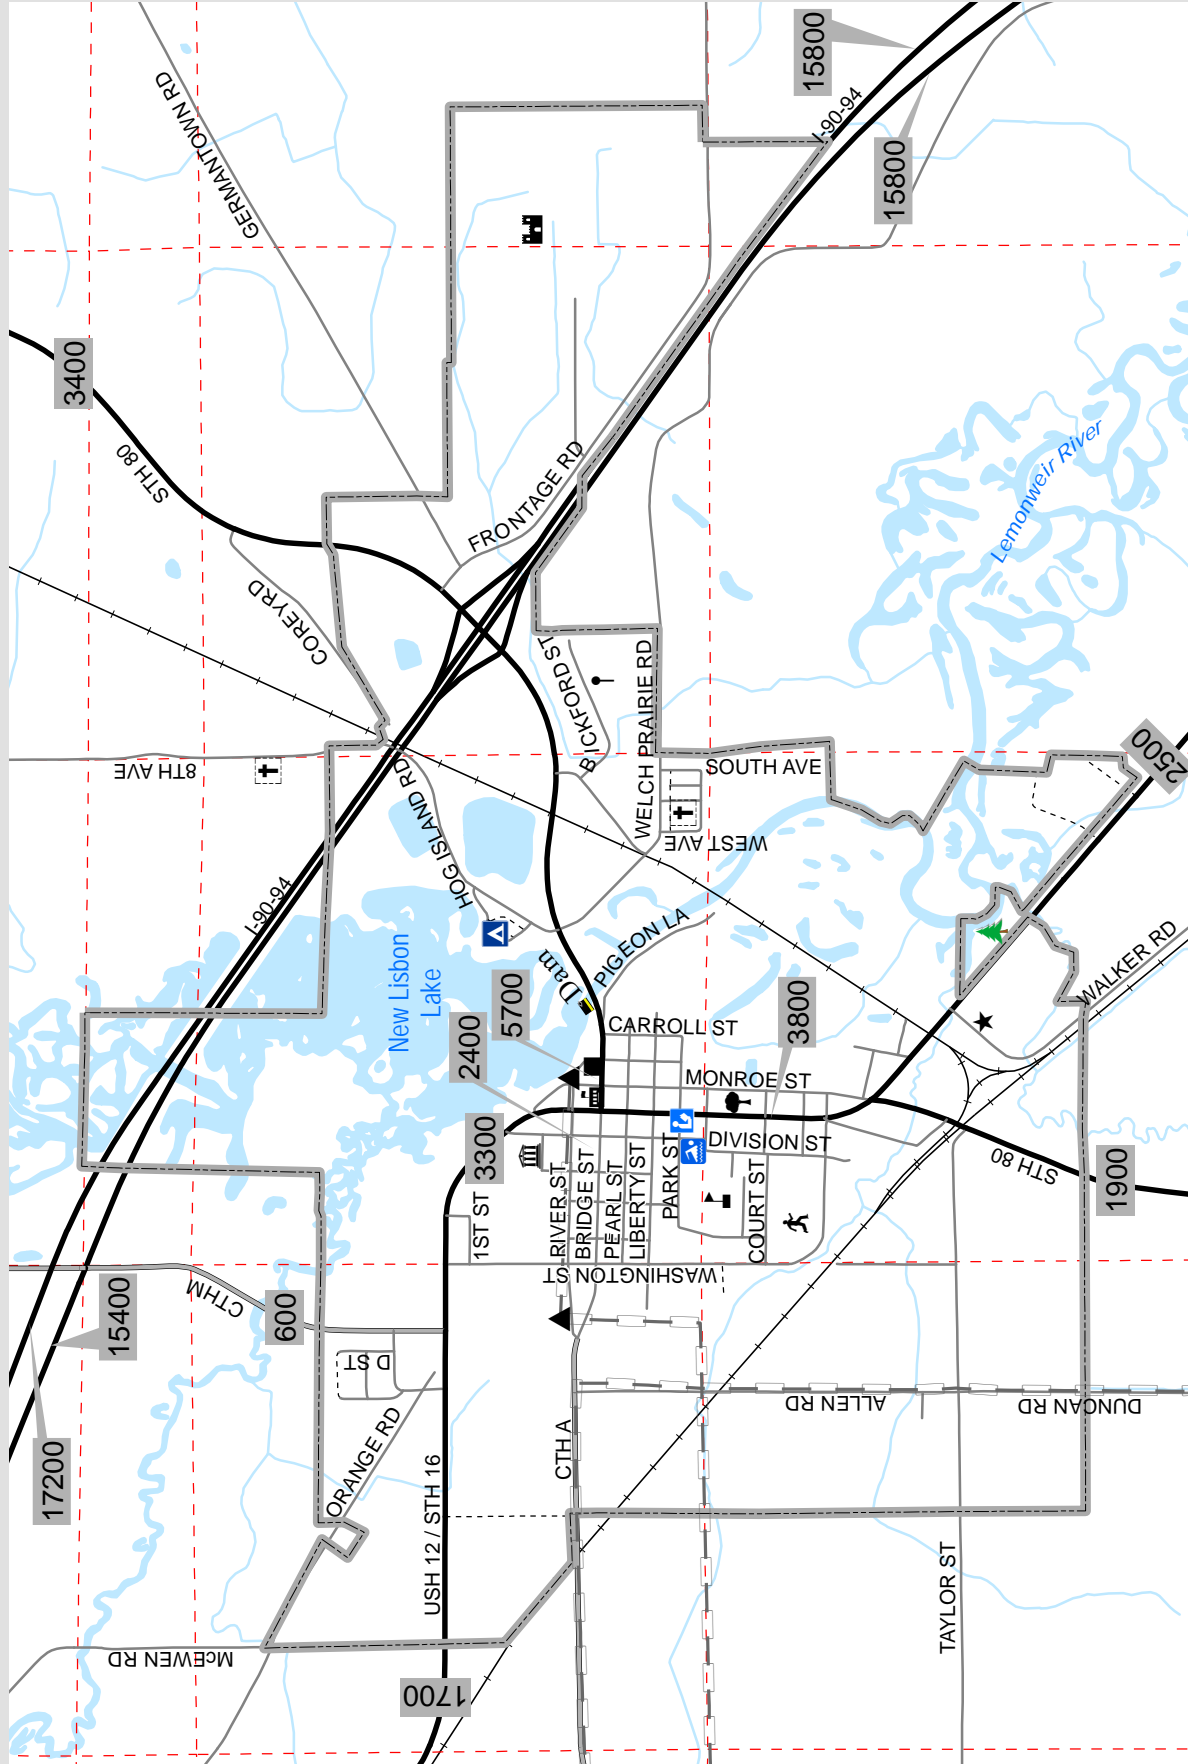 15800
I-90-94
15800
GERMANTOWN RD
3400
STH 80
FRONTAGE RD
Lemonweir River
COREYRD
BICKFORD ST
WELCH PRAIRIE RD
8TH AVE
SOUTH AVE
2500
HOG ISLAND RD
WEST AVE
I-90-94
New Lisbon
Lake
Dam
PIGEON LA
WALKER RD
5700
2400
CARROLL ST
3800
MONROE ST
3300
DIVISION ST
STH 80
1900
1ST ST
RIVER ST
BRIDGE ST
PEARL ST
LIBERTY ST
PARK ST
COURT ST
WASHINGTON ST
CTHM
600
15400
D ST
17200
ORANGE RD
USH 12 / STH 16
CTH A
ALLEN RD
DUNCAN RD
TAYLOR ST
McEWEN RD
1700